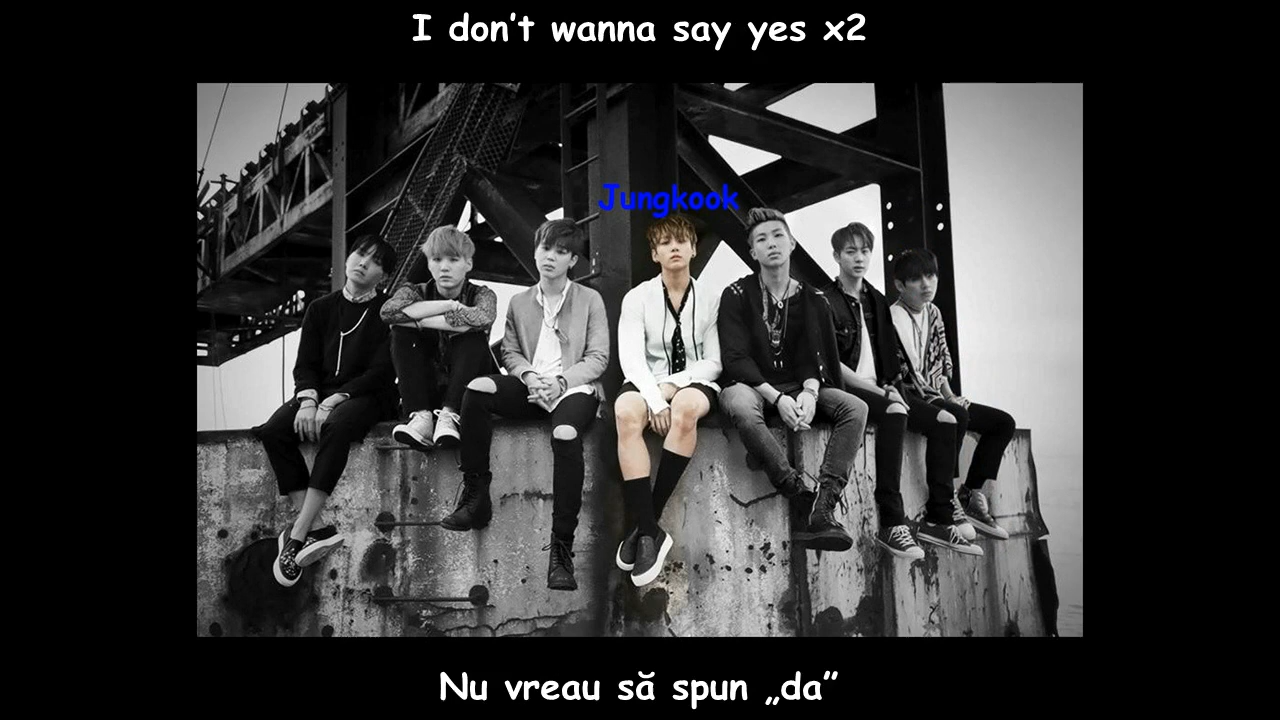 I don't wanna say yes x2
Jungkook
Nu vreau să spun „da”